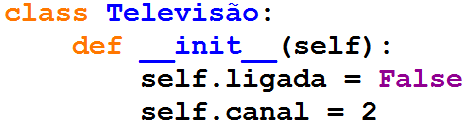 class Televisão:
    def __init__(self):
        self.ligada = False
        self.canal = 2